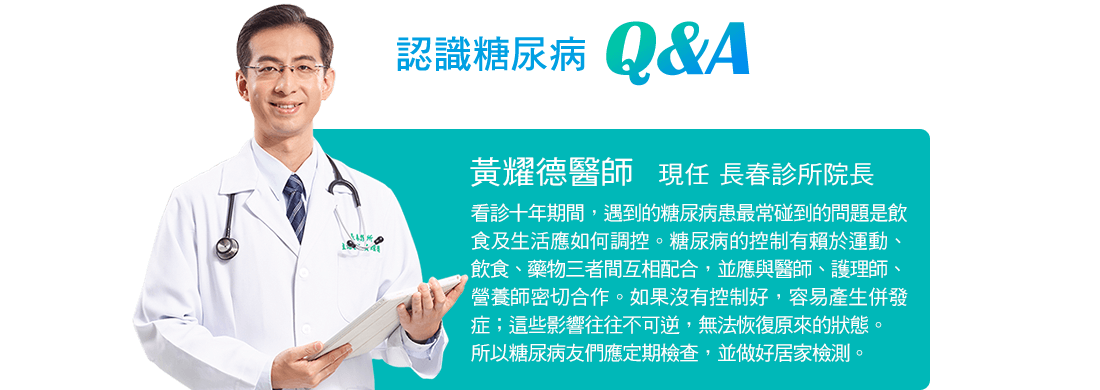 認識糖尿病 Q&A
黃耀德醫師 現任 長春診所院長
看診十年期間，遇到的糖尿病患最常碰到的問題是飲
食及生活應如何調控。糖尿病的控制有賴於運動、
飲食、藥物三者間互相配合，並應與醫師、護理師、
營養師密切合作。如果沒有控制好，容易產生併發
症；這些影響往往不可逆，無法恢復原來的狀態。
所以糖尿病友們應定期檢查，並做好居家檢測。